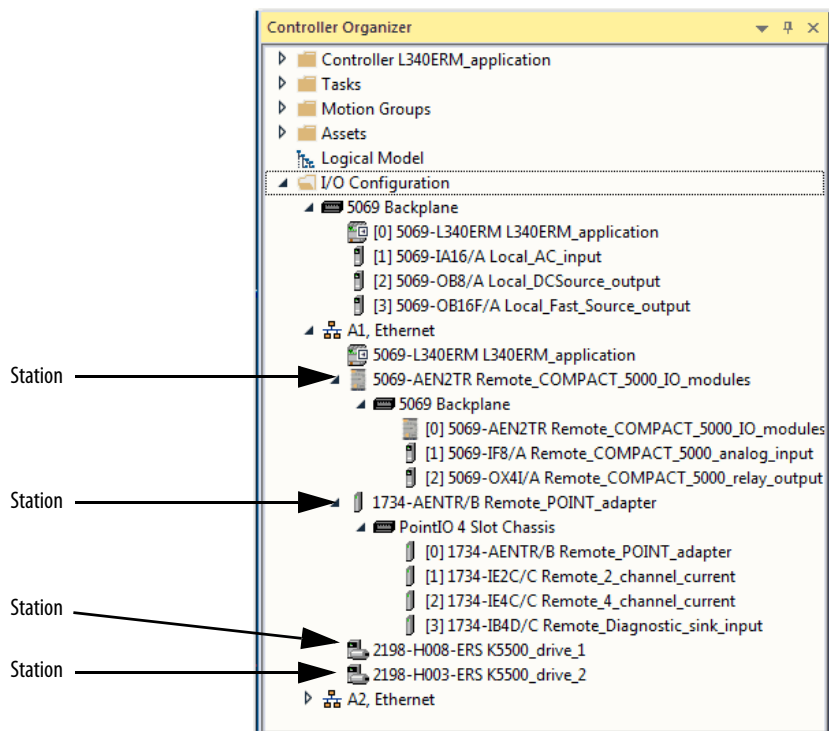 Controller Organizer
Controller L340ERM_application
Tasks
Motion Groups
Assets
Logical Model
I/O Configuration
5069 Backplane
[0] 5069-L340ERM L340ERM_application
[1] 5069-IA16/A Local_AC_input
[2] 5069-OB8/A Local_DCSource_output
[3] 5069-OB16F/A Local_Fast_Source_output
A1, Ethernet
5069-L340ERM L340ERM_application
Station
5069-AEN2TR Remote_COMPACT_5000_IO_modules
5069 Backplane
[0] 5069-AEN2TR Remote_COMPACT_5000_IO_modules
[1] 5069-IF8/A Remote_COMPACT_5000_analog_input
[2] 5069-OX4I/A Remote_COMPACT_5000_relay_output
Station
1734-AENTR/B Remote_POINT_adapter
PointIO 4 Slot Chassis
[0] 1734-AENTR/B Remote_POINT_adapter
[1] 1734-IE2C/C Remote_2_channel_current
[2] 1734-IE4C/C Remote_4_channel_current
[3] 1734-IB4D/C Remote_Diagnostic_sink_input
Station
2198-H008-ERS K5500_drive_1
Station
2198-H003-ERS K5500_drive_2
A2, Ethernet